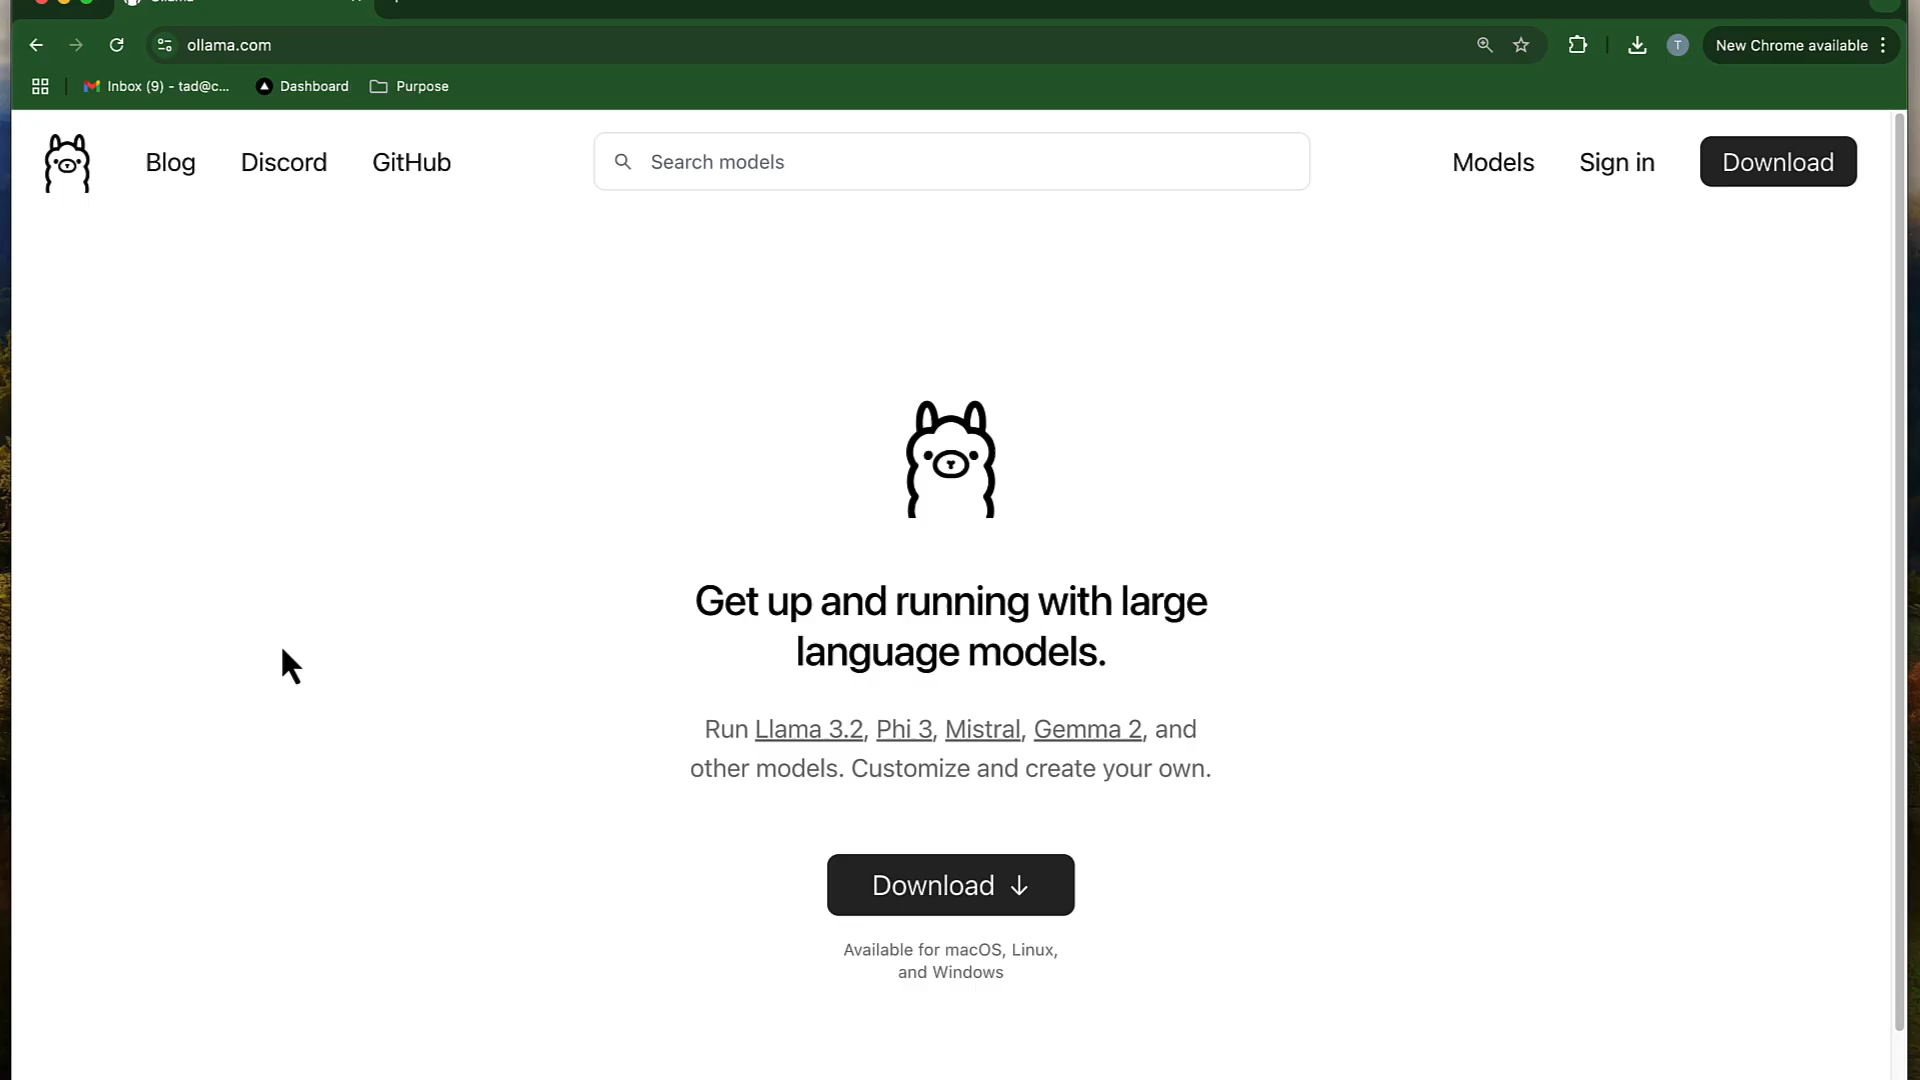 Ollama
ollama.com
T
New Chrome available
Inbox (9) - tad@c...
Dashboard
Purpose
Blog
Discord
GitHub
Search models
Models
Sign in
Download
Get up and running with large
language models.
Run Llama 3.2, Phi 3, Mistral, Gemma 2, and
other models. Customize and create your own.
Download ↓
Available for macOS, Linux,
and Windows